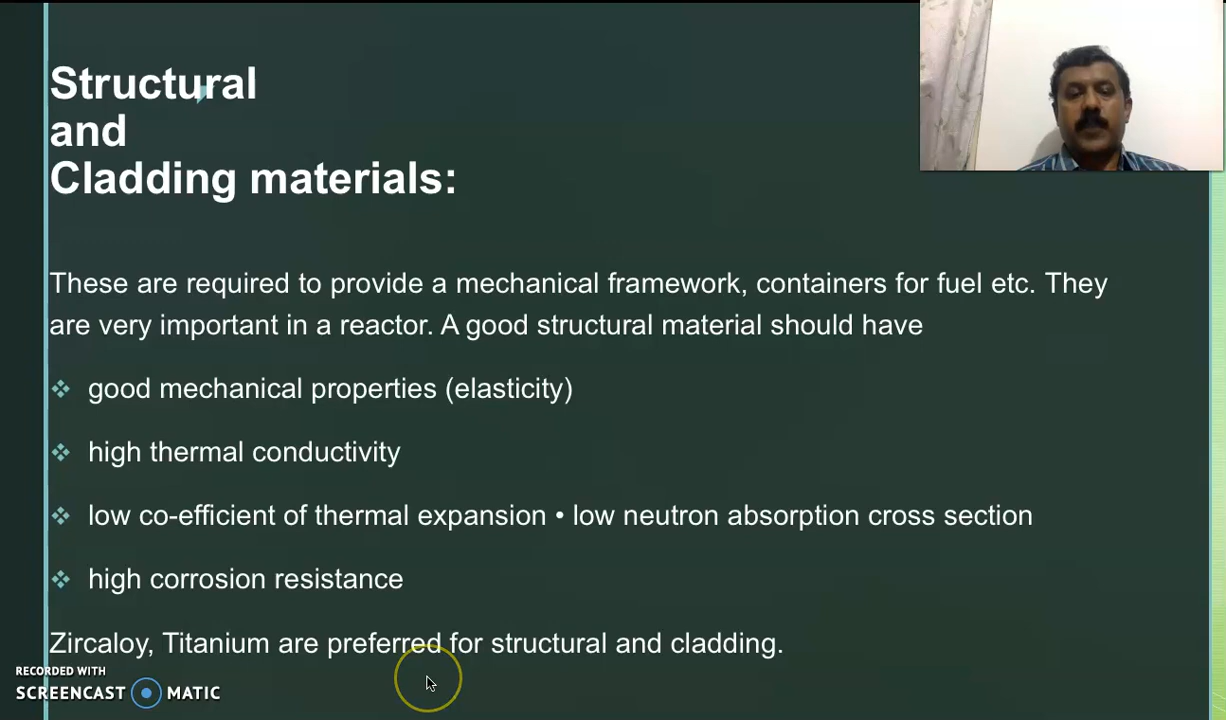 Structural
and
Cladding materials:
These are required to provide a mechanical framework, containers for fuel etc. They
are very important in a reactor. A good structural material should have
❖ good mechanical properties (elasticity)
❖ high thermal conductivity
❖ low co-efficient of thermal expansion • low neutron absorption cross section
❖ high corrosion resistance
Zircaloy, Titanium are preferred for structural and cladding.
RECORDED WITH
SCREENCAST MATIC